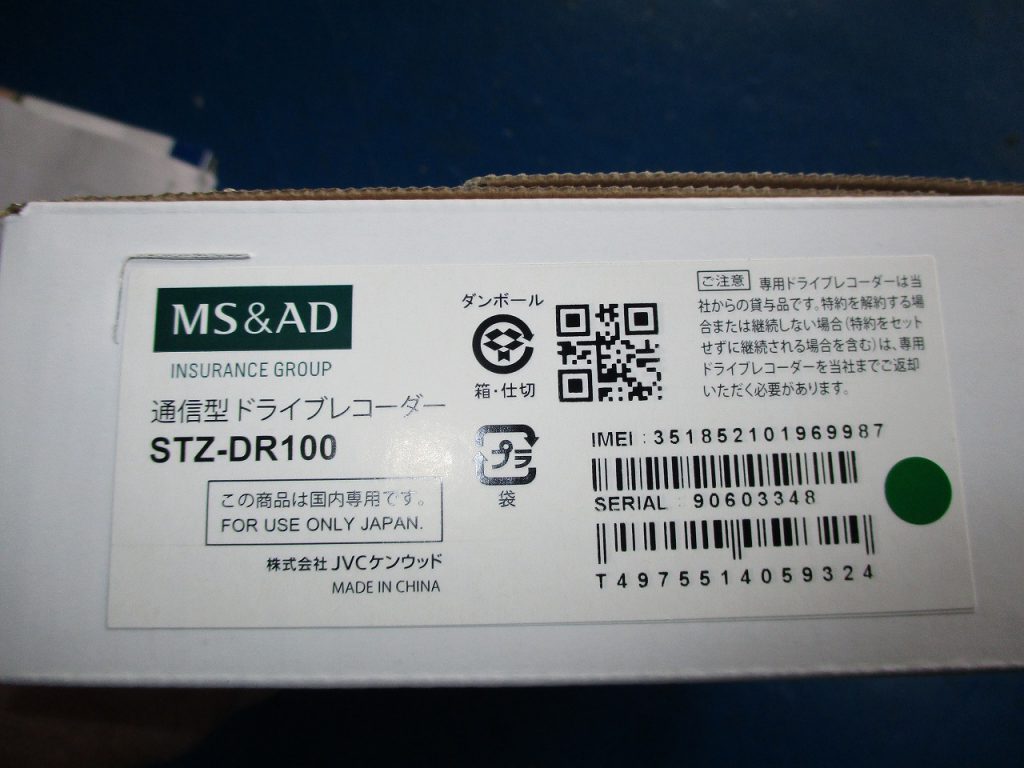 MS&AD
INSURANCE GROUP
通信型ドライブレコーダー
STZ-DR100
この商品は国内専用です。
FOR USE ONLY JAPAN.
株式会社 JVCケンウッド
MADE IN CHINA
ダンボール
箱・仕切
プラ
袋
ご注意 専用ドライブレコーダーは当
社からの貸与品です。特約を解約する場
合または継続しない場合(特約をセット
せずに継続される場合を含む)は、専用
ドライブレコーダーを当社までご返却
いただく必要があります。
IMEI : 351852101969987
SERIAL : 90603348
T4975514059324